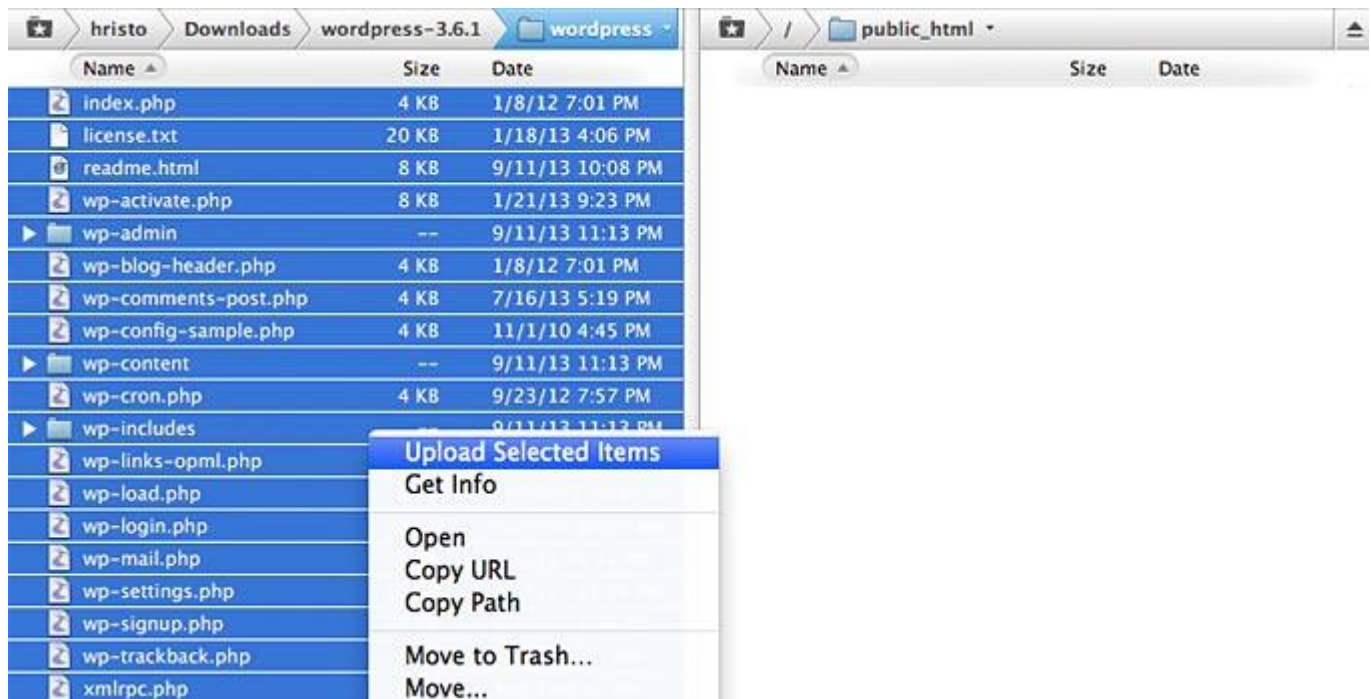 hristo Downloads wordpress-3.6.1 wordpress / public_html
Name Size Date Name Size Date
index.php 4 KB 1/8/12 7:01 PM
license.txt 20 KB 1/18/13 4:06 PM
readme.html 8 KB 9/11/13 10:08 PM
wp-activate.php 8 KB 1/21/13 9:23 PM
wp-admin -- 9/11/13 11:13 PM
wp-blog-header.php 4 KB 1/8/12 7:01 PM
wp-comments-post.php 4 KB 7/16/13 5:19 PM
wp-config-sample.php 4 KB 11/1/10 4:45 PM
wp-content -- 9/11/13 11:13 PM
wp-cron.php 4 KB 9/23/12 7:57 PM
wp-includes -- 9/11/13 11:13 PM
wp-links-opml.php
wp-load.php
wp-login.php
wp-mail.php
wp-settings.php
wp-signup.php
wp-trackback.php
xmlrpc.php
Upload Selected Items
Get Info
Open
Copy URL
Copy Path
Move to Trash...
Move...